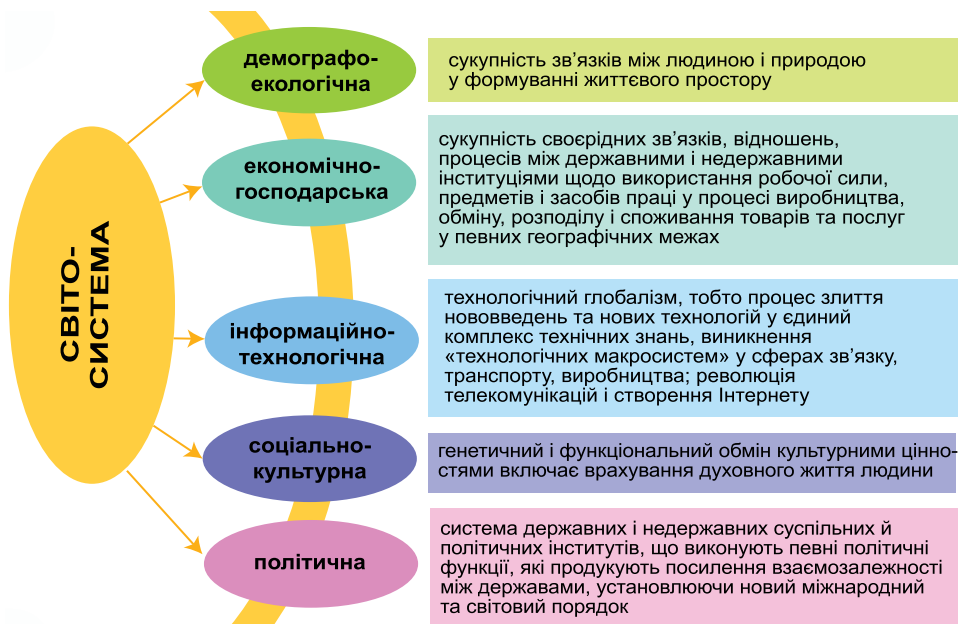 СВІТО-
СИСТЕМА
демографо-
екологічна
сукупність зв’язків між людиною і природою
у формуванні життєвого простору
економічно-
господарська
сукупність своєрідних зв’язків, відношень,
процесів між державними і недержавними
інституціями щодо використання робочої сили,
предметів і засобів праці у процесі виробництва,
обміну, розподілу і споживання товарів та послуг
у певних географічних межах
інформаційно-
технологічна
технологічний глобалізм, тобто процес злиття
нововведень та нових технологій у єдиний
комплекс технічних знань, виникнення
«технологічних макросистем» у сферах зв’язку,
транспорту, виробництва; революція
телекомунікацій і створення Інтернету
соціально-
культурна
генетичний і функціональний обмін культурними цінно-
стями включає врахування духовного життя людини
політична
система державних і недержавних суспільних й
політичних інститутів, що виконують певні політичні
функції, які продукують посилення взаємозалежності
між державами, установлюючи новий міжнародний
та світовий порядок